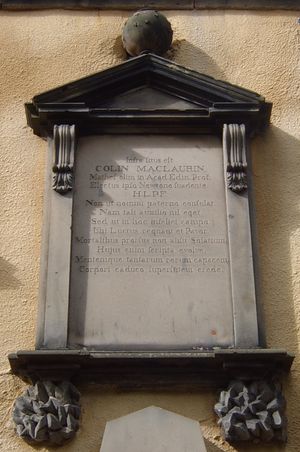 Infra situs est
COLIN MACLAURIN,
Mathes olim in Acad Edin Prof.
Electus ipso Newtono suadente.
H.L.P.F.
Non ut nomini paterno consulat,
Nam tali auxilio nil eget;
Sed ut in hoc infelici campo,
Ubi Luctus regnant et Pavor,
Mortalibus prorsus non absit Solatium.
Hujus enim scripta evolve,
Mentemque tantarum rerum capacem,
Corpori caduco superstitem crede.